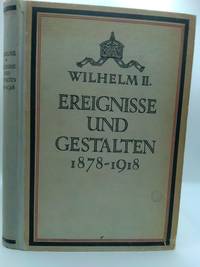 WILHELM II.
EREIGNISSE
UND
GESTALTEN
1878-1918